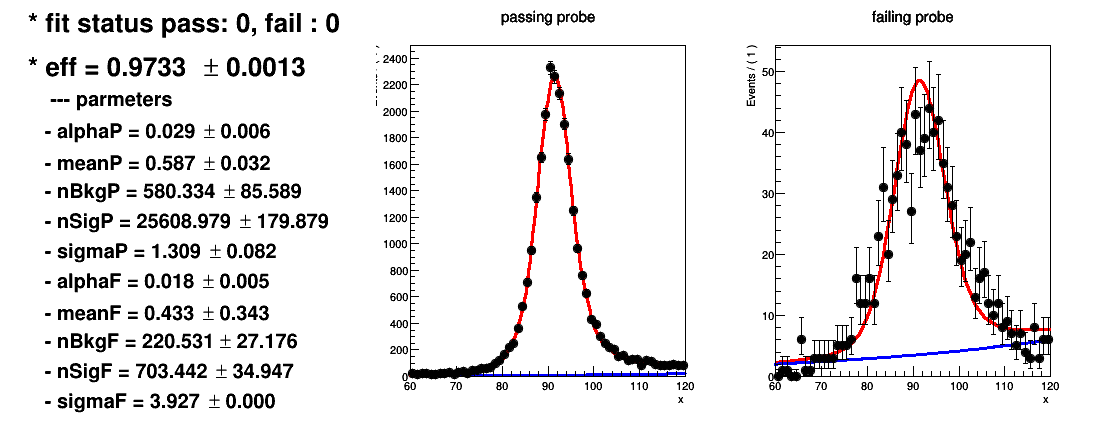 * fit status pass: 0, fail : 0
* eff = 0.9733 ± 0.0013
--- parmeters
- alphaP = 0.029 ± 0.006
- meanP = 0.587 ± 0.032
- nBkgP = 580.334 ± 85.589
- nSigP = 25608.979 ± 179.879
- sigmaP = 1.309 ± 0.082
- alphaF = 0.018 ± 0.005
- meanF = 0.433 ± 0.343
- nBkgF = 220.531 ± 27.176
- nSigF = 703.442 ± 34.947
- sigmaF = 3.927 ± 0.000
passing probe
2400
2200
2000
1800
1600
1400
1200
1000
800
600
400
200
0
60 70 80 90 100 110 120
x
failing probe
Events / ( 1 )
50
40
30
20
10
0
60 70 80 90 100 110 120
x